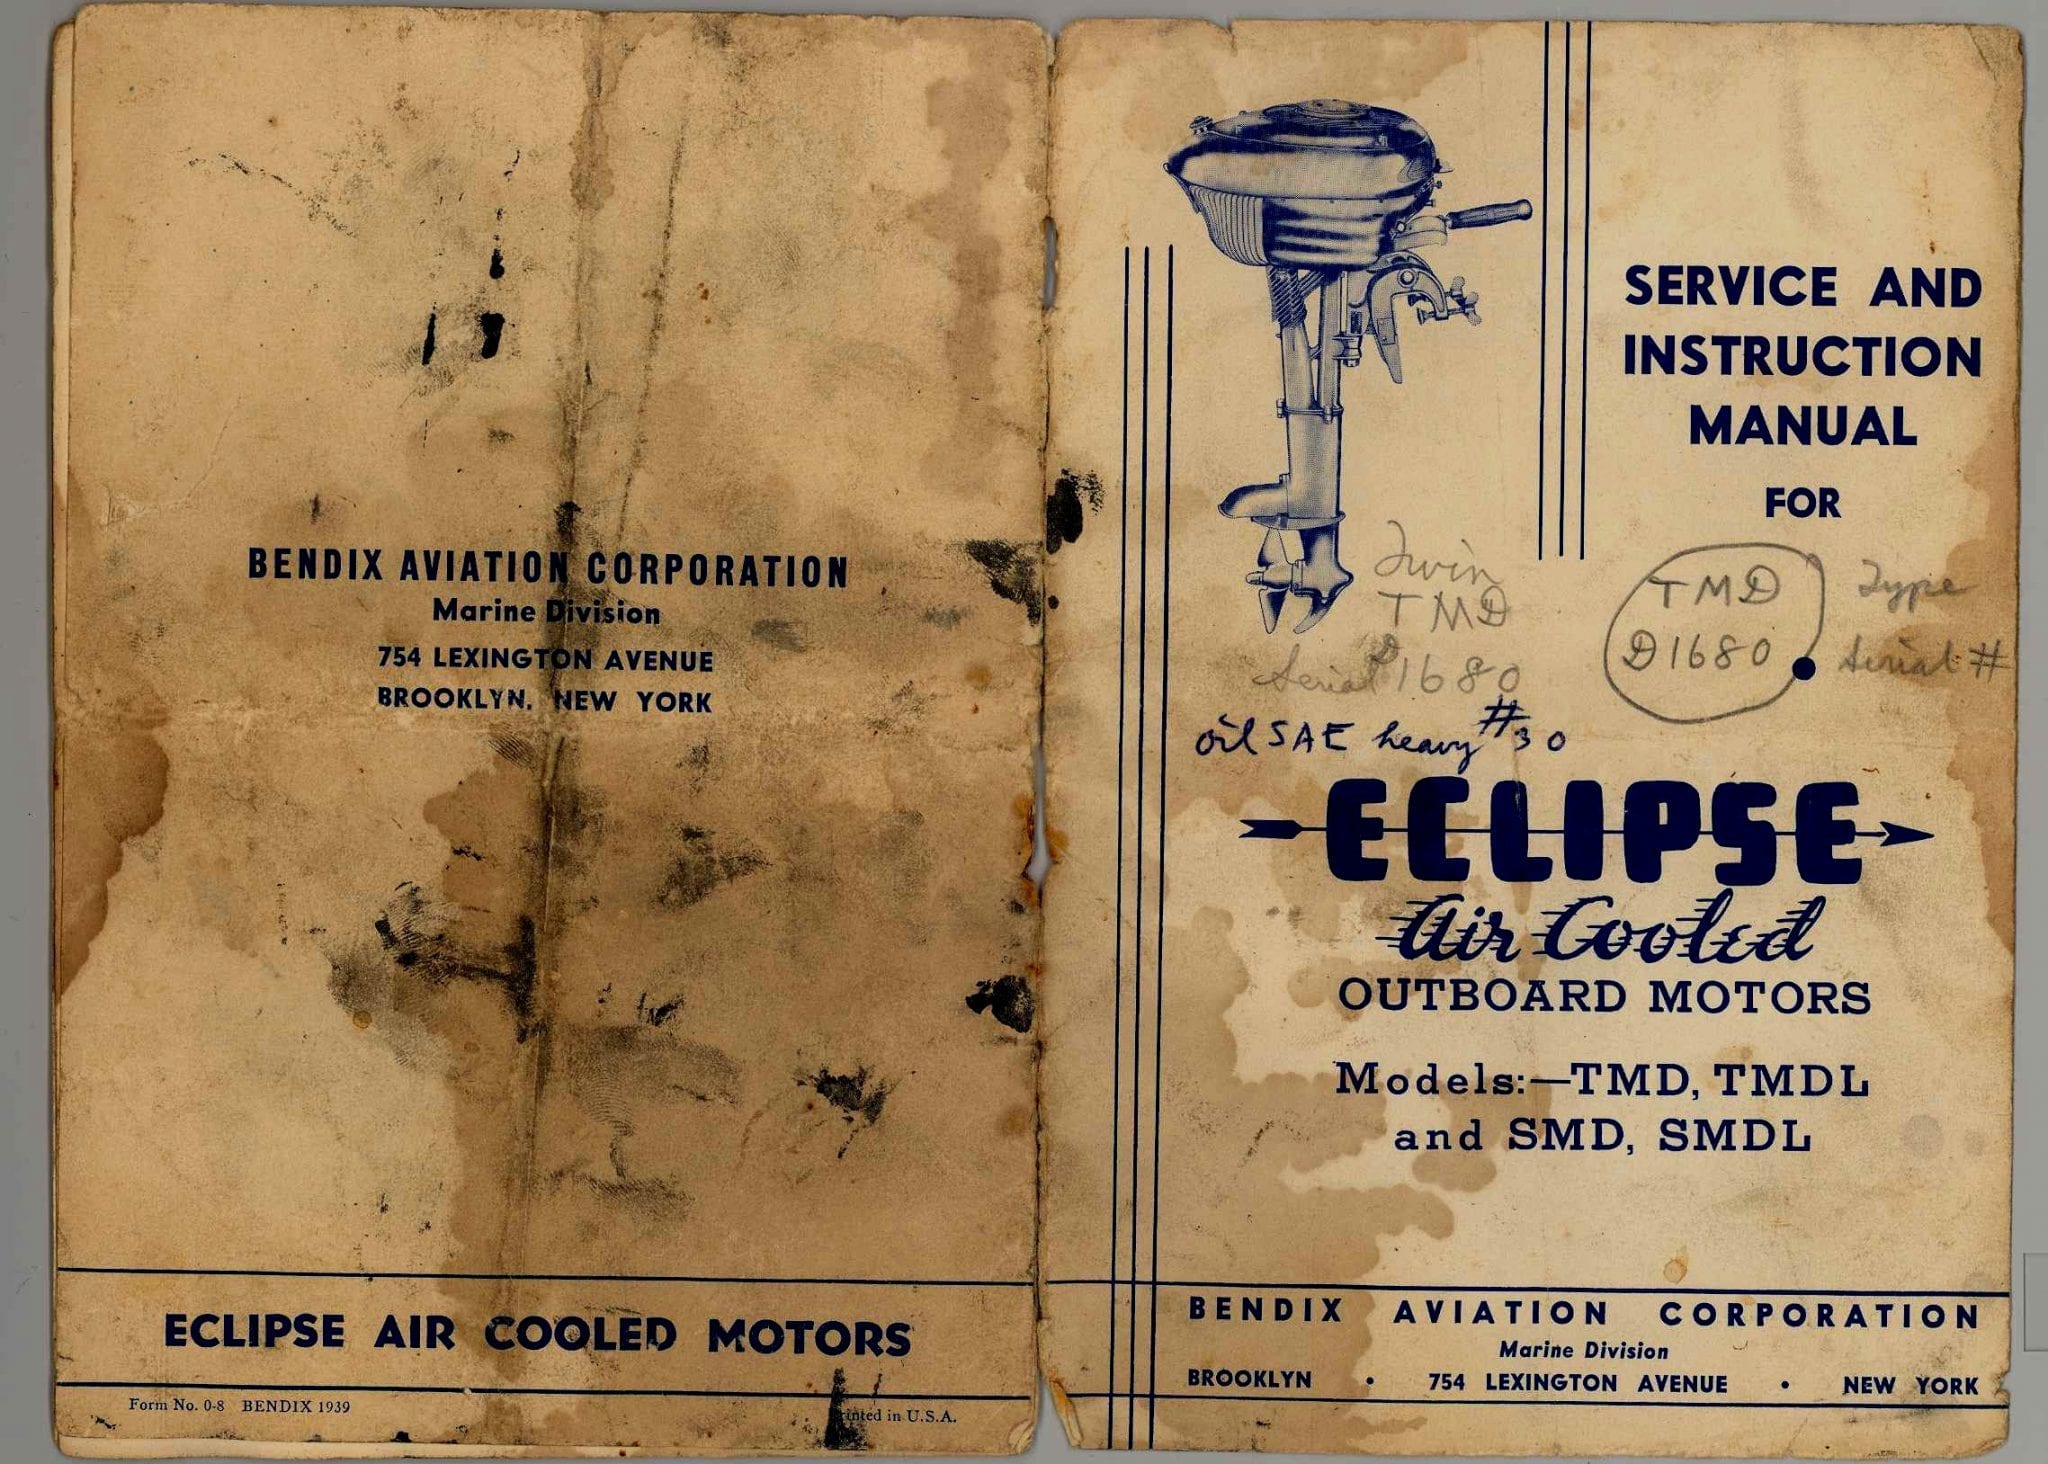 BENDIX AVIATION CORPORATION
Marine Division
754 LEXINGTON AVENUE
BROOKLYN, NEW YORK
ECLIPSE AIR COOLED MOTORS
Form No. 0-8 BENDIX 1939
Printed in U.S.A.
SERVICE AND
INSTRUCTION
MANUAL
FOR
TMD Type
D1680 Serial #
Twin
TMD
Serial D1680
oil SAE heavy #30
ECLIPSE
Air Cooled
OUTBOARD MOTORS
Models:—TMD, TMDL
and SMD, SMDL
BENDIX AVIATION CORPORATION
Marine Division
BROOKLYN • 754 LEXINGTON AVENUE • NEW YORK